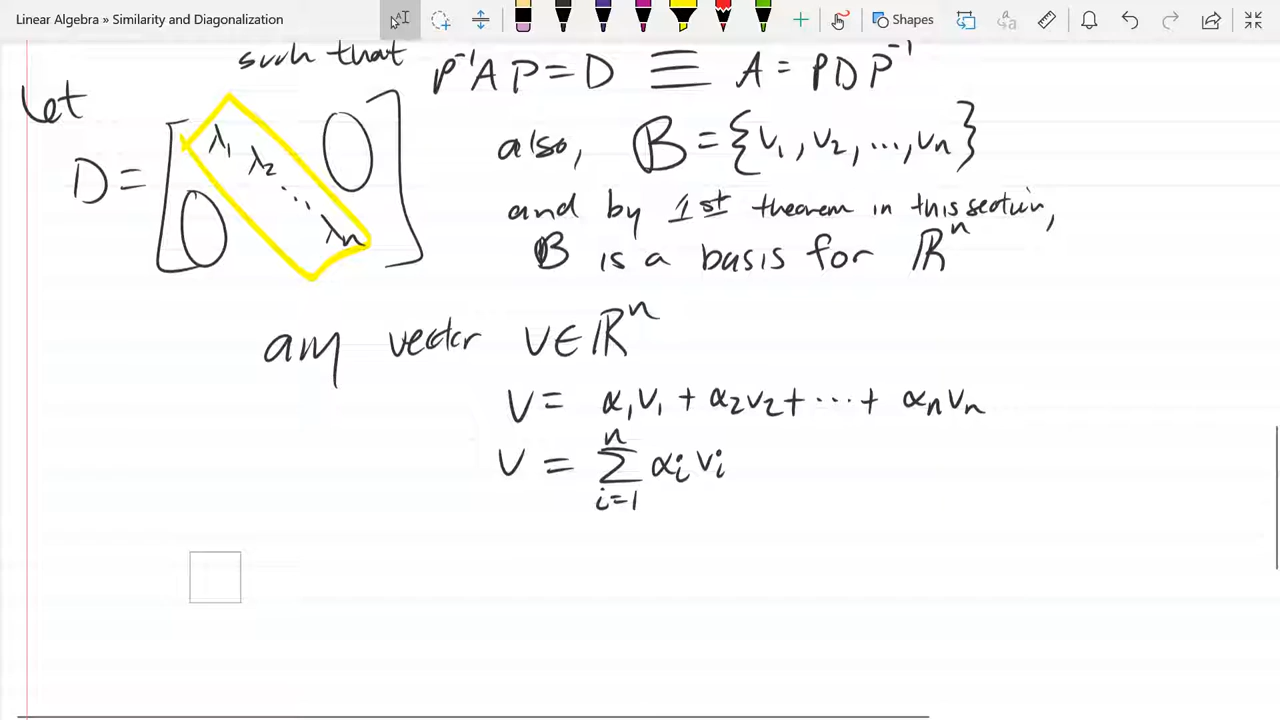 Linear Algebra » Similarity and Diagonalization
Shapes
such that P⁻¹AP = D ≡ A = PDP⁻¹
Let
D = [ λ₁ λ₂ ⋱ λₙ 0 0 ]
also, B = {v₁, v₂, ..., vₙ}
and by 1st theorem in this section,
B is a basis for ℝⁿ
any vector v ∈ ℝⁿ
v = α₁v₁ + α₂v₂ + ⋯ + αₙvₙ
v = Σ_{i=1}^{n} αᵢvᵢ